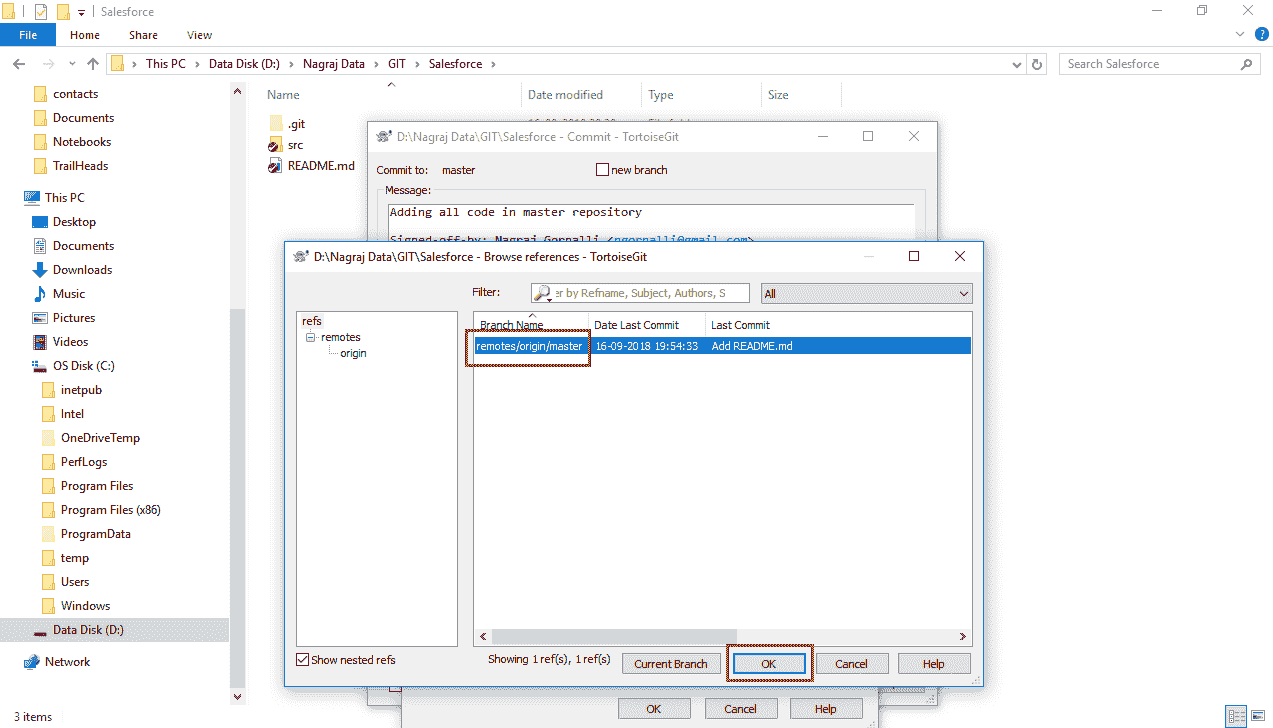 Salesforce
File Home Share View
This PC Data Disk (D:) Nagraj Data GIT Salesforce
Search Salesforce
contacts
Documents
Notebooks
TrailHeads
This PC
Desktop
Documents
Downloads
Music
Pictures
Videos
OS Disk (C:)
inetpub
Intel
OneDriveTemp
PerfLogs
Program Files
Program Files (x86)
ProgramData
temp
Users
Windows
Data Disk (D:)
Network
3 items
Name Date modified Type Size
.git
src
README.md
D:\Nagraj Data\GIT\Salesforce - Commit - TortoiseGit
Commit to: master new branch
Message:
Adding all code in master repository
Signed-off-by: Nagraj Gornalli <ngornalli@gmail.com>
D:\Nagraj Data\GIT\Salesforce - Browse references - TortoiseGit
Filter: er by Refname, Subject, Authors, S All
refs
remotes
origin
Branch Name Date Last Commit Last Commit
remotes/origin/master 16-09-2018 19:54:33 Add README.md
Show nested refs Showing 1 ref(s), 1 ref(s) Current Branch OK Cancel Help
OK Cancel Help